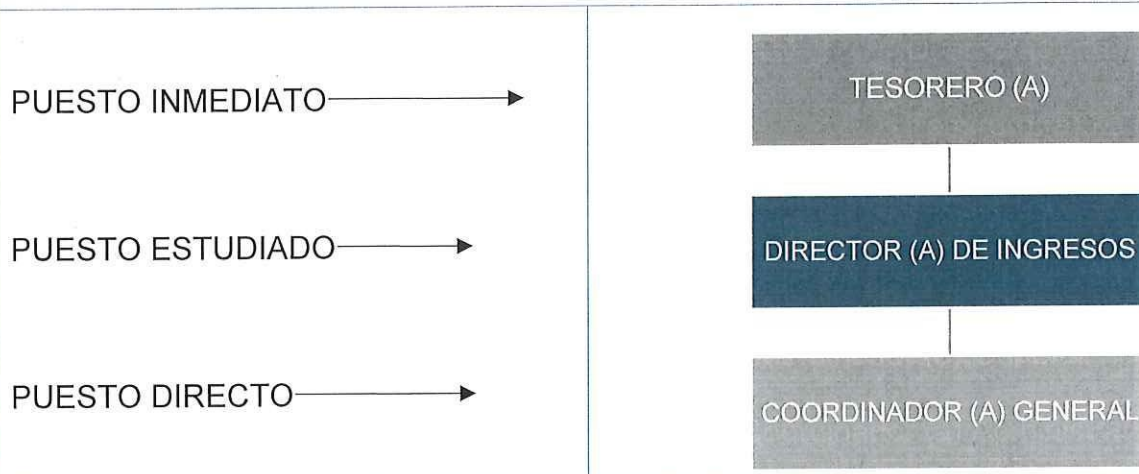 PUESTO INMEDIATO
TESORERO (A)
PUESTO ESTUDIADO
DIRECTOR (A) DE INGRESOS
PUESTO DIRECTO
COORDINADOR (A) GENERAL